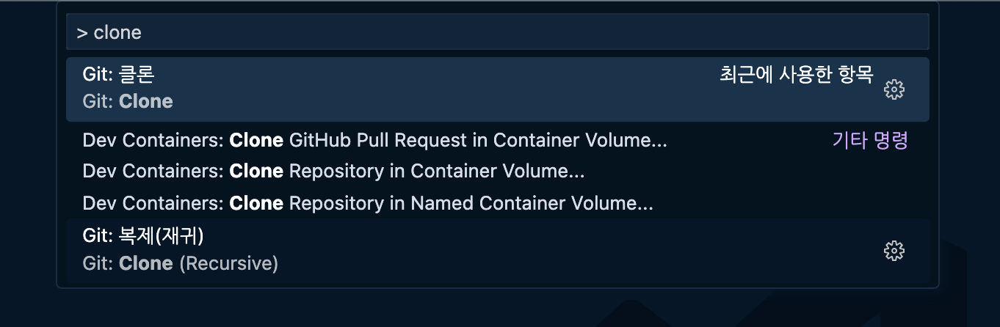 > clone
Git: 클론 최근에 사용한 항목
Git: Clone
Dev Containers: Clone GitHub Pull Request in Container Volume... 기타 명령
Dev Containers: Clone Repository in Container Volume...
Dev Containers: Clone Repository in Named Container Volume...
Git: 복제(재귀)
Git: Clone (Recursive)